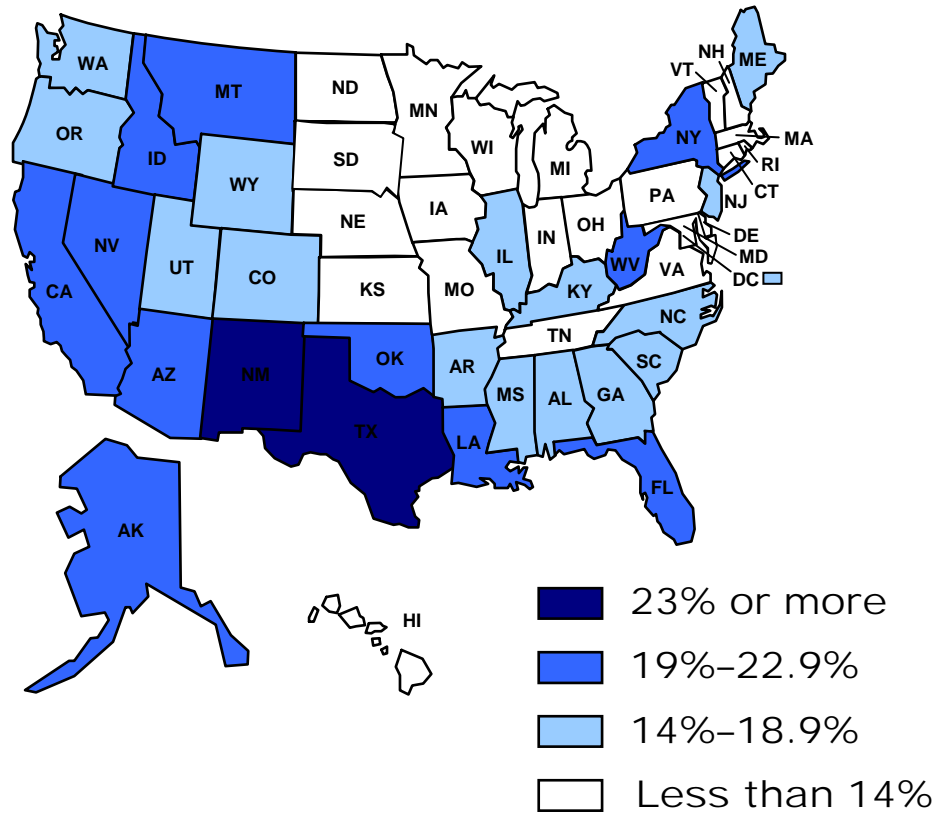 WA
MT
ND
MN
VT
NH
ME
OR
ID
SD
WI
MI
NY
MA
RI
CT
WY
NE
IA
PA
NJ
NV
UT
CO
IL
IN
OH
DE
MD
DC
CA
KS
MO
KY
WV
VA
AZ
NM
OK
AR
TN
NC
SC
TX
LA
MS
AL
GA
FL
AK
HI
23% or more
19%–22.9%
14%–18.9%
Less than 14%